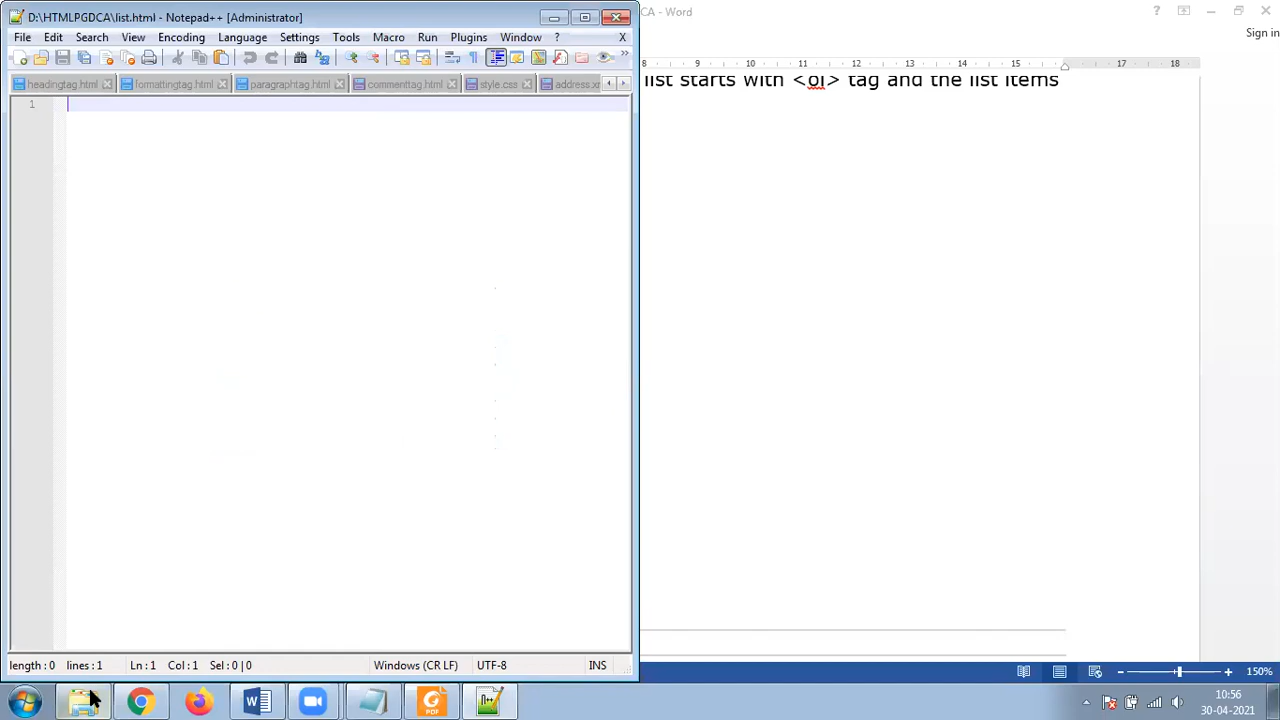 D:\HTMLPGDCA\list.html - Notepad++ [Administrator]
CA - Word
?
File Edit Search View Encoding Language Settings Tools Macro Run Plugins Window ? X
Sign in
8 9 10 11 12 13 14 15 17 18
headingtag.html formattingtag.html paragraphtag.html commenttag.html style.css address.xm
list starts with <ol> tag and the list items
1
length : 0 lines : 1 Ln : 1 Col : 1 Sel : 0 | 0 Windows (CR LF) UTF-8 INS
150%
10:56
30-04-2021
PDF